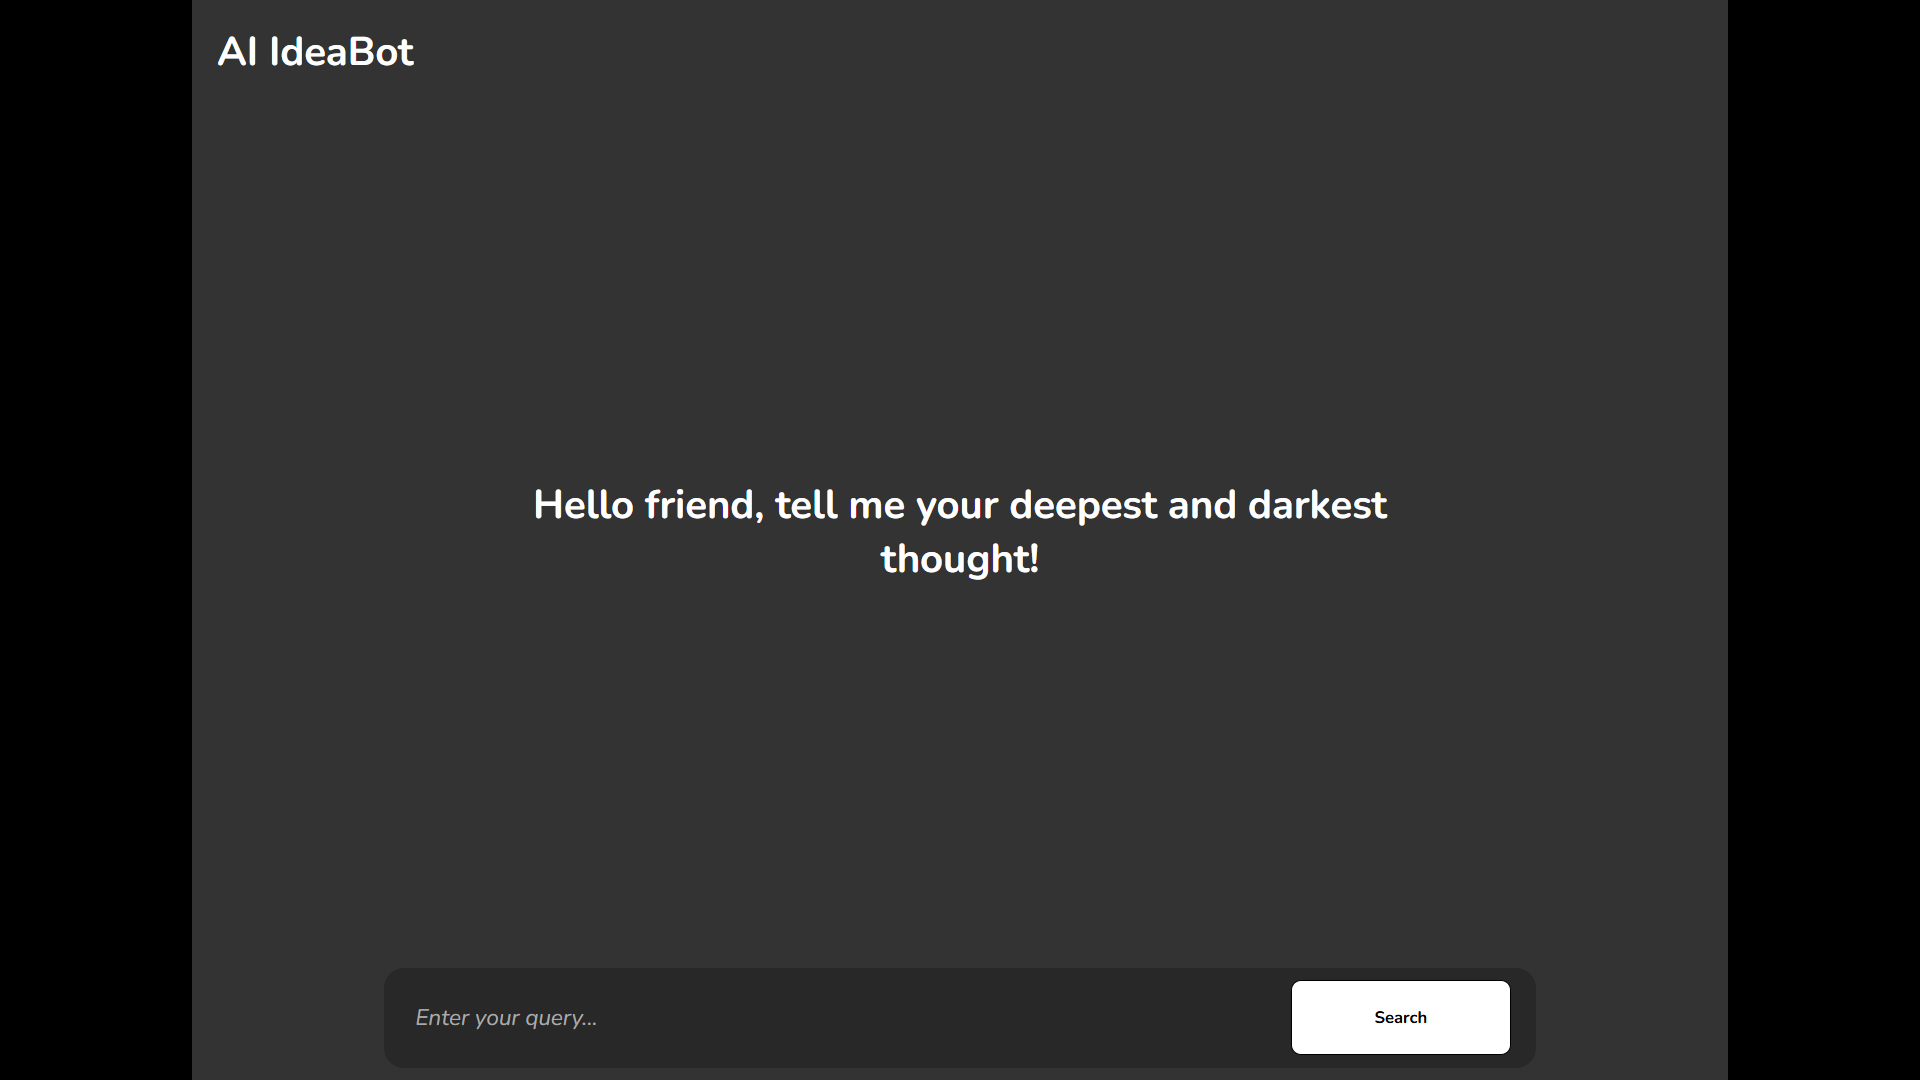 AI IdeaBot
Hello friend, tell me your deepest and darkest
thought!
Enter your query...
Search